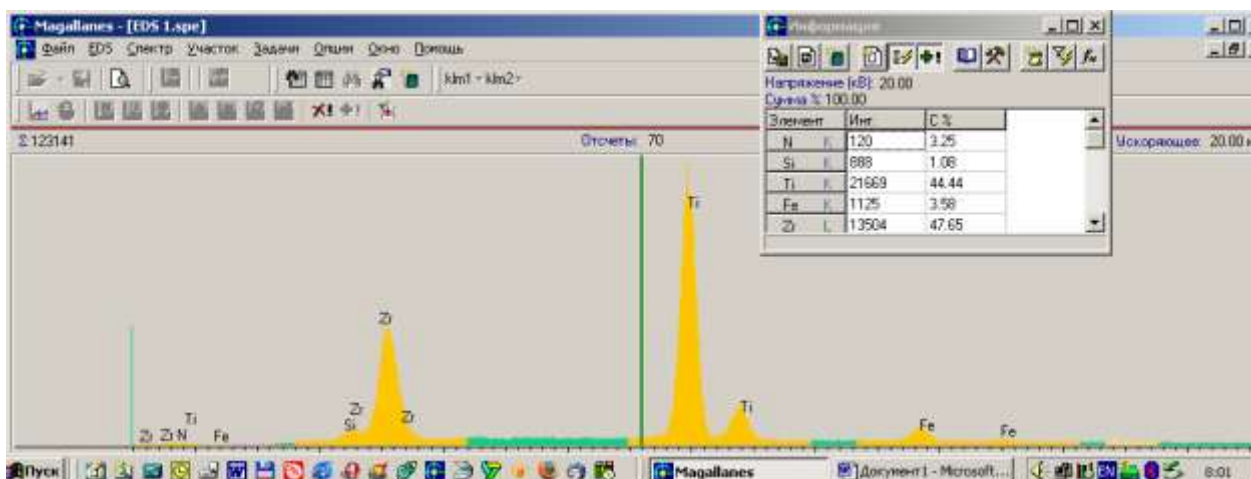 Magallanes - [EDS 1.spe]
Файл EDS Спектр Участок Задачи Опции Окно Помощь
klm1 klm2
Σ:123141 Отсчеты: 70 Ускоряющее: 20.00
Информация
Напряжение [кВ]: 20.00
Сумма % 100.00
Элемент Инт. C %
N K 120 3.25
Si K 888 1.08
Ti K 21669 44.44
Fe K 1125 3.58
Zr L 13504 47.65
Ti
Zr
Zr
Si
Zr
Ti
Ti
Zr Zr N Fe
Fe
Fe
Пуск Magallanes Документ1 - Microsoft... EN 8:01